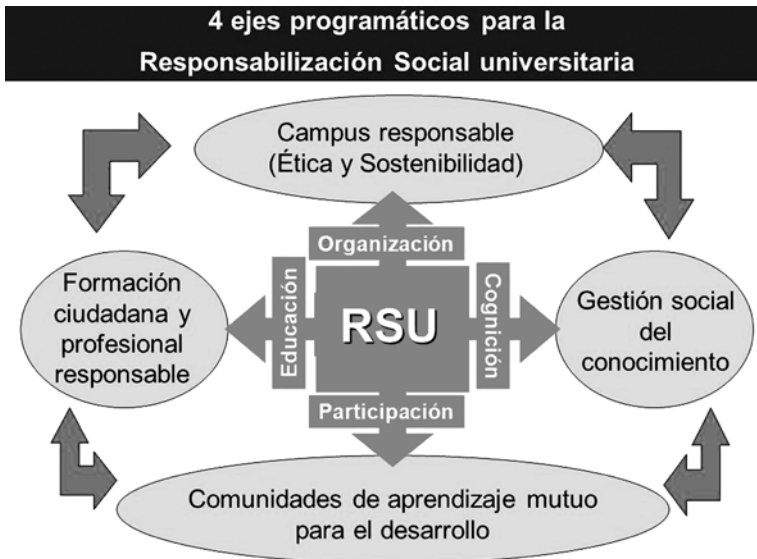 4 ejes programáticos para la
Responsabilización Social universitaria
Campus responsable
(Ética y Sostenibilidad)
Organización
Formación
ciudadana y
profesional
responsable
Educación
RSU
Cognición
Gestión social
del
conocimiento
Participación
Comunidades de aprendizaje mutuo
para el desarrollo